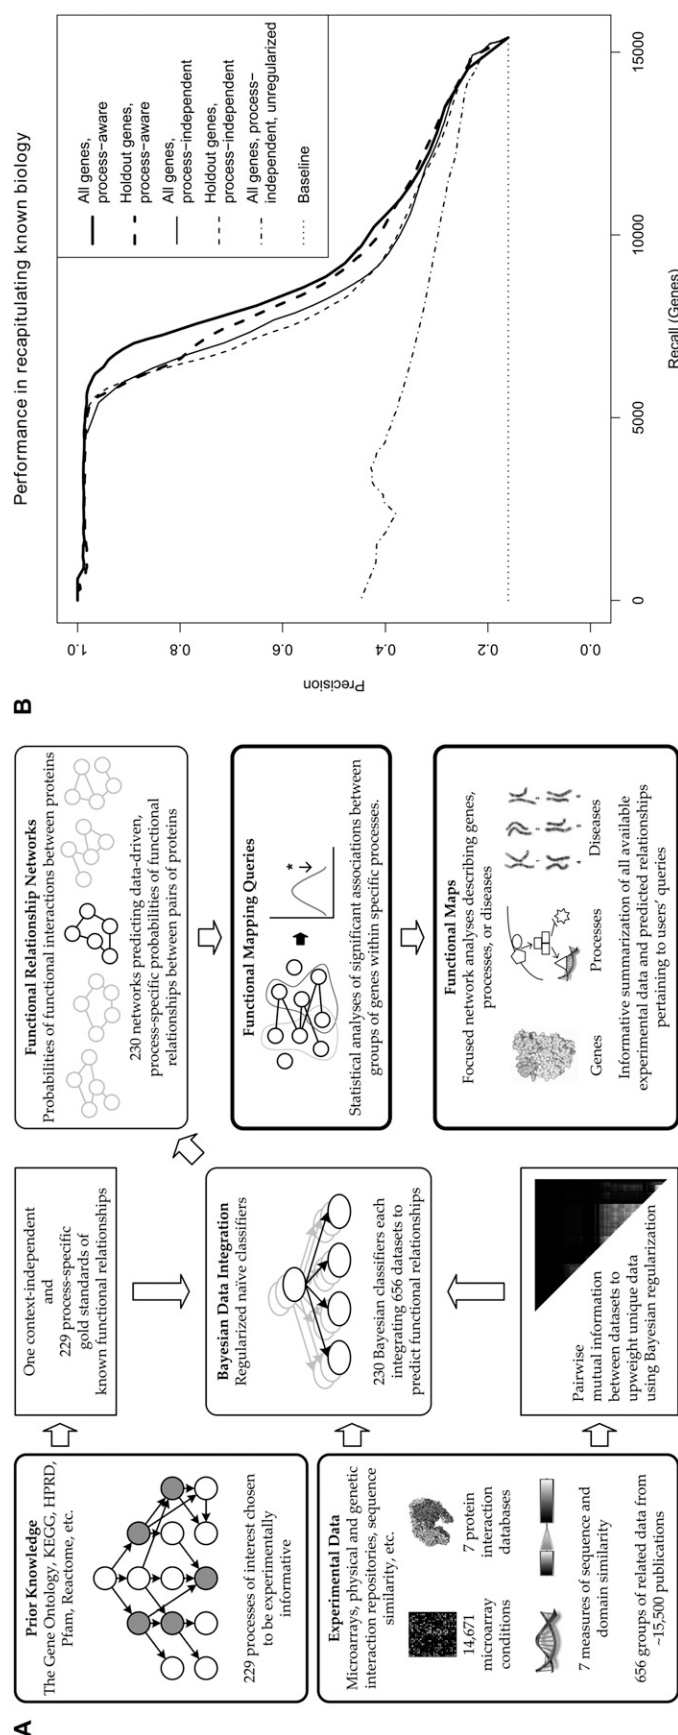 A
Prior Knowledge
The Gene Ontology, KEGG, HPRD,
Pfam, Reactome, etc.
229 processes of interest chosen
to be experimentally
informative
Experimental Data
Microarrays, physical and genetic
interaction repositories, sequence
similarity, etc.
14,671
microarray
conditions
7 protein
interaction
databases
7 measures of sequence and
domain similarity
656 groups of related data from
~15,500 publications
One context-independent
and
229 process-specific
gold standards of
known functional relationships
Bayesian Data Integration
Regularized naïve classifiers
230 Bayesian classifiers each
integrating 656 datasets to
predict functional relationships
Pairwise
mutual information
between datasets to
upweight unique data
using Bayesian regularization
Functional Relationship Networks
Probabilities of functional interactions between proteins
230 networks predicting data-driven,
process-specific probabilities of functional
relationships between pairs of proteins
Functional Mapping Queries
*
Statistical analyses of significant associations between
groups of genes within specific processes.
Functional Maps
Focused network analyses describing genes,
processes, or diseases
Genes
Processes
Diseases
Informative summarization of all available
experimental data and predicted relationships
pertaining to users' queries
B
Performance in recapitulating known biology
All genes,
process−aware
Holdout genes,
process−aware
All genes,
process−independent
Holdout genes,
process−independent
All genes, process−
independent, unregularized
Baseline
Precision
1.0
0.8
0.6
0.4
0.2
0.0
0
5000
10000
15000
Recall (Genes)